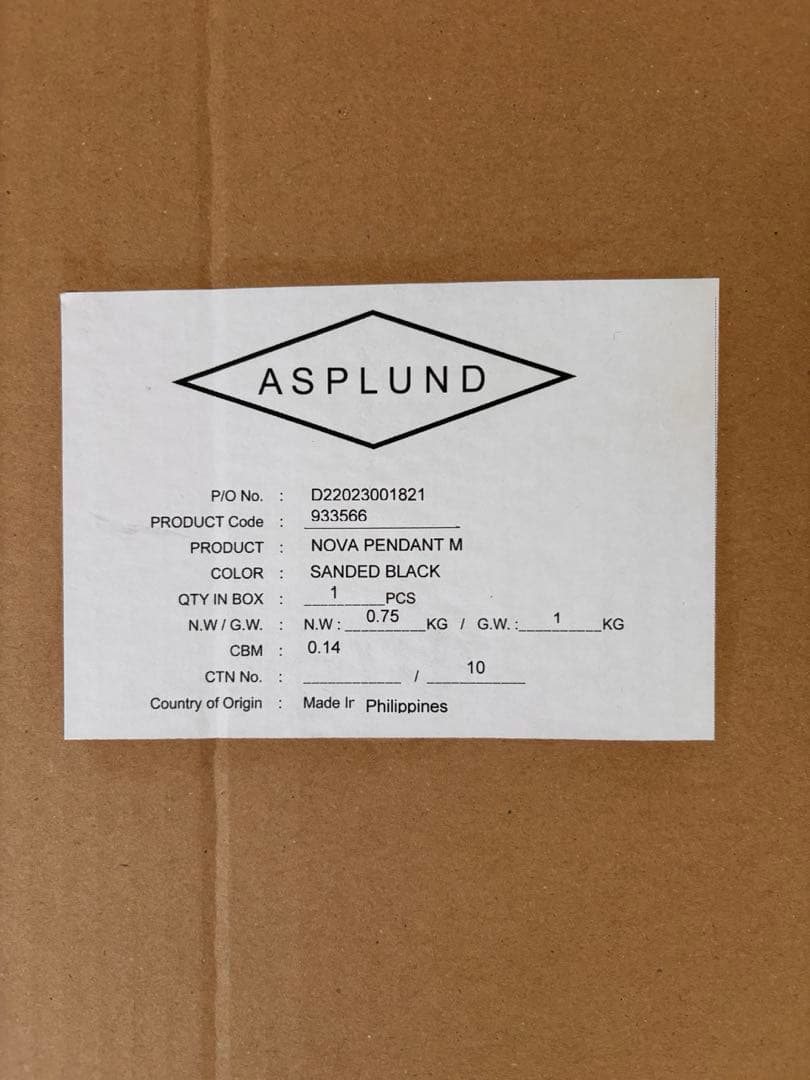 ASPLUND
P/O No. : D22023001821
PRODUCT Code : 933566
PRODUCT : NOVA PENDANT M
COLOR : SANDED BLACK
QTY IN BOX : 1 PCS
N.W / G.W. : N.W : 0.75 KG / G.W. : 1 KG
CBM : 0.14
CTN No. : / 10
Country of Origin : Made In Philippines